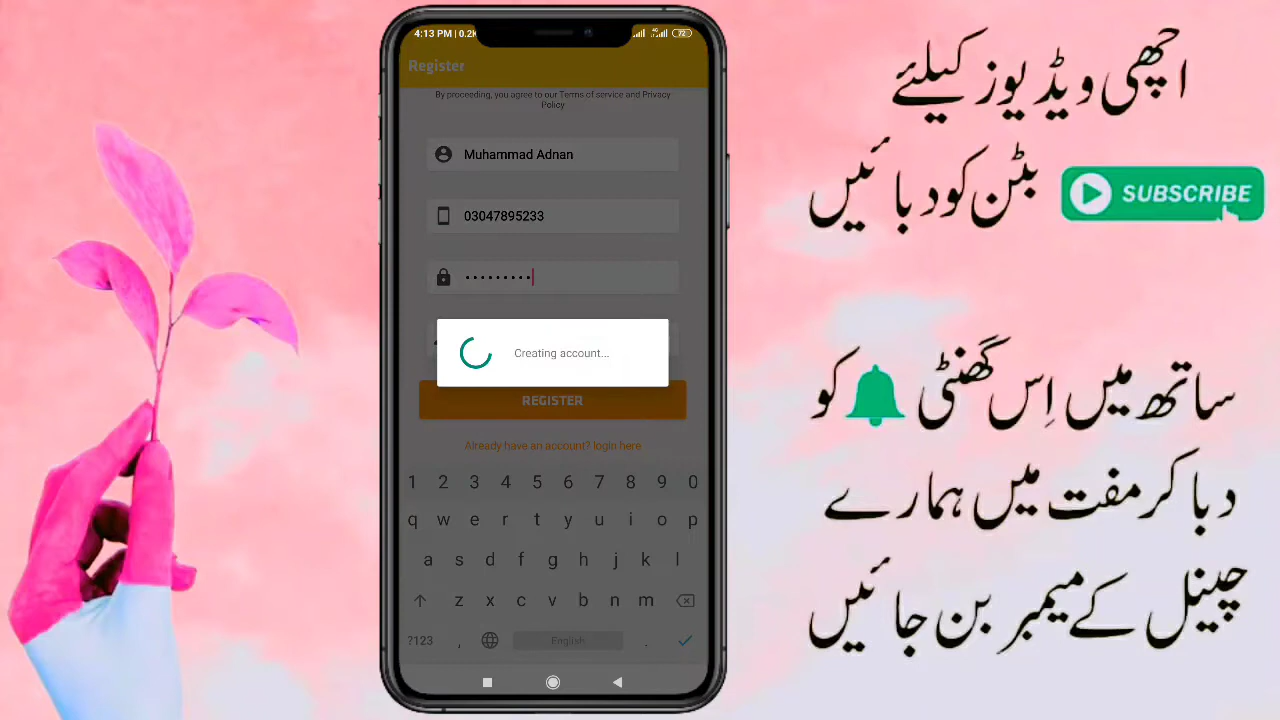 4:13 PM | 0.2K
72
Register
By proceeding, you agree to our Terms of service and Privacy
Policy
Muhammad Adnan
03047895233
•••••••••
Creating account...
REGISTER
Already have an account? login here
1 2 3 4 5 6 7 8 9 0
q w e r t y u i o p
a s d f g h j k l
z x c v b n m
?123 , English .
اچھی ویڈیوز کیلئے
بٹن کو دبائیں
SUBSCRIBE
ساتھ میں اِس گھنٹی کو
دبا کر مفت میں ہمارے
چینل کے میمبر بن جائیں